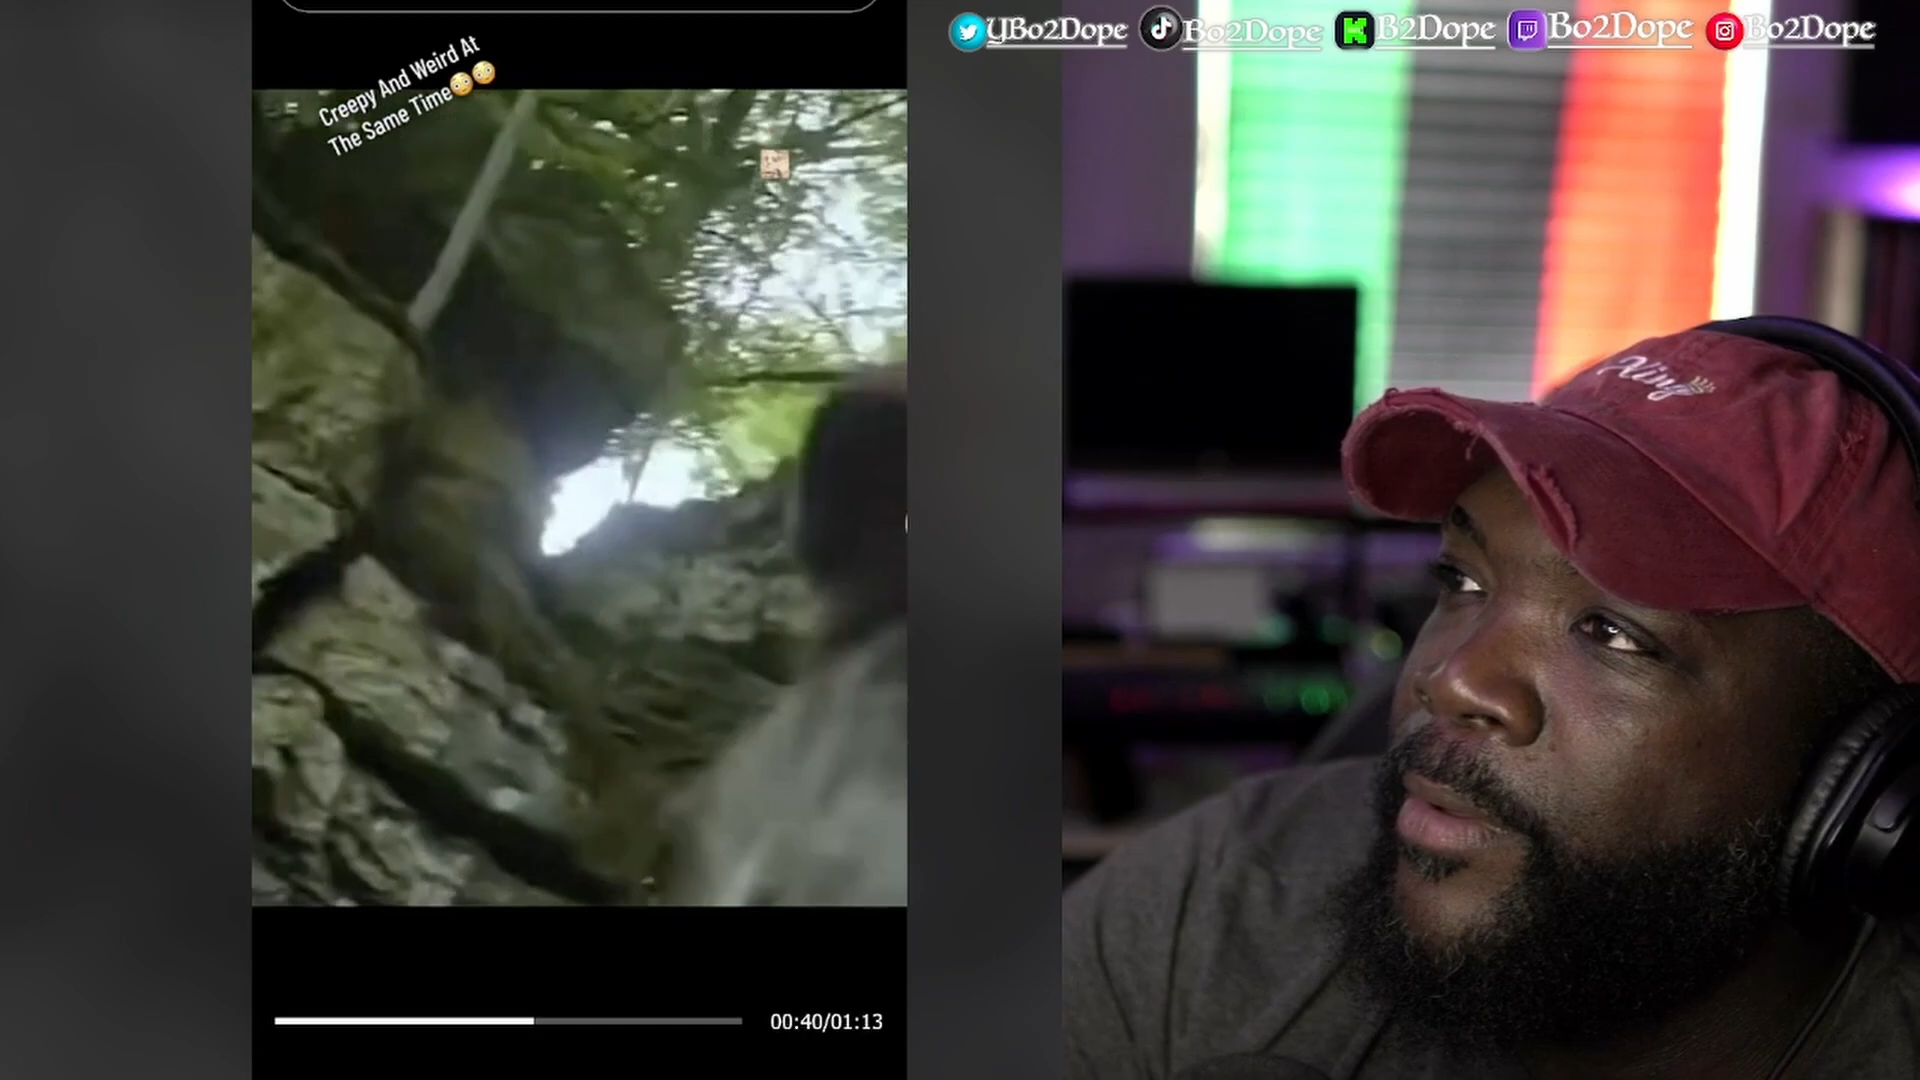 YBo2Dope
Bo2Dope
B2Dope
Bo2Dope
Bo2Dope
Creepy And Weird At
The Same Time😳😳
King
00:40/01:13